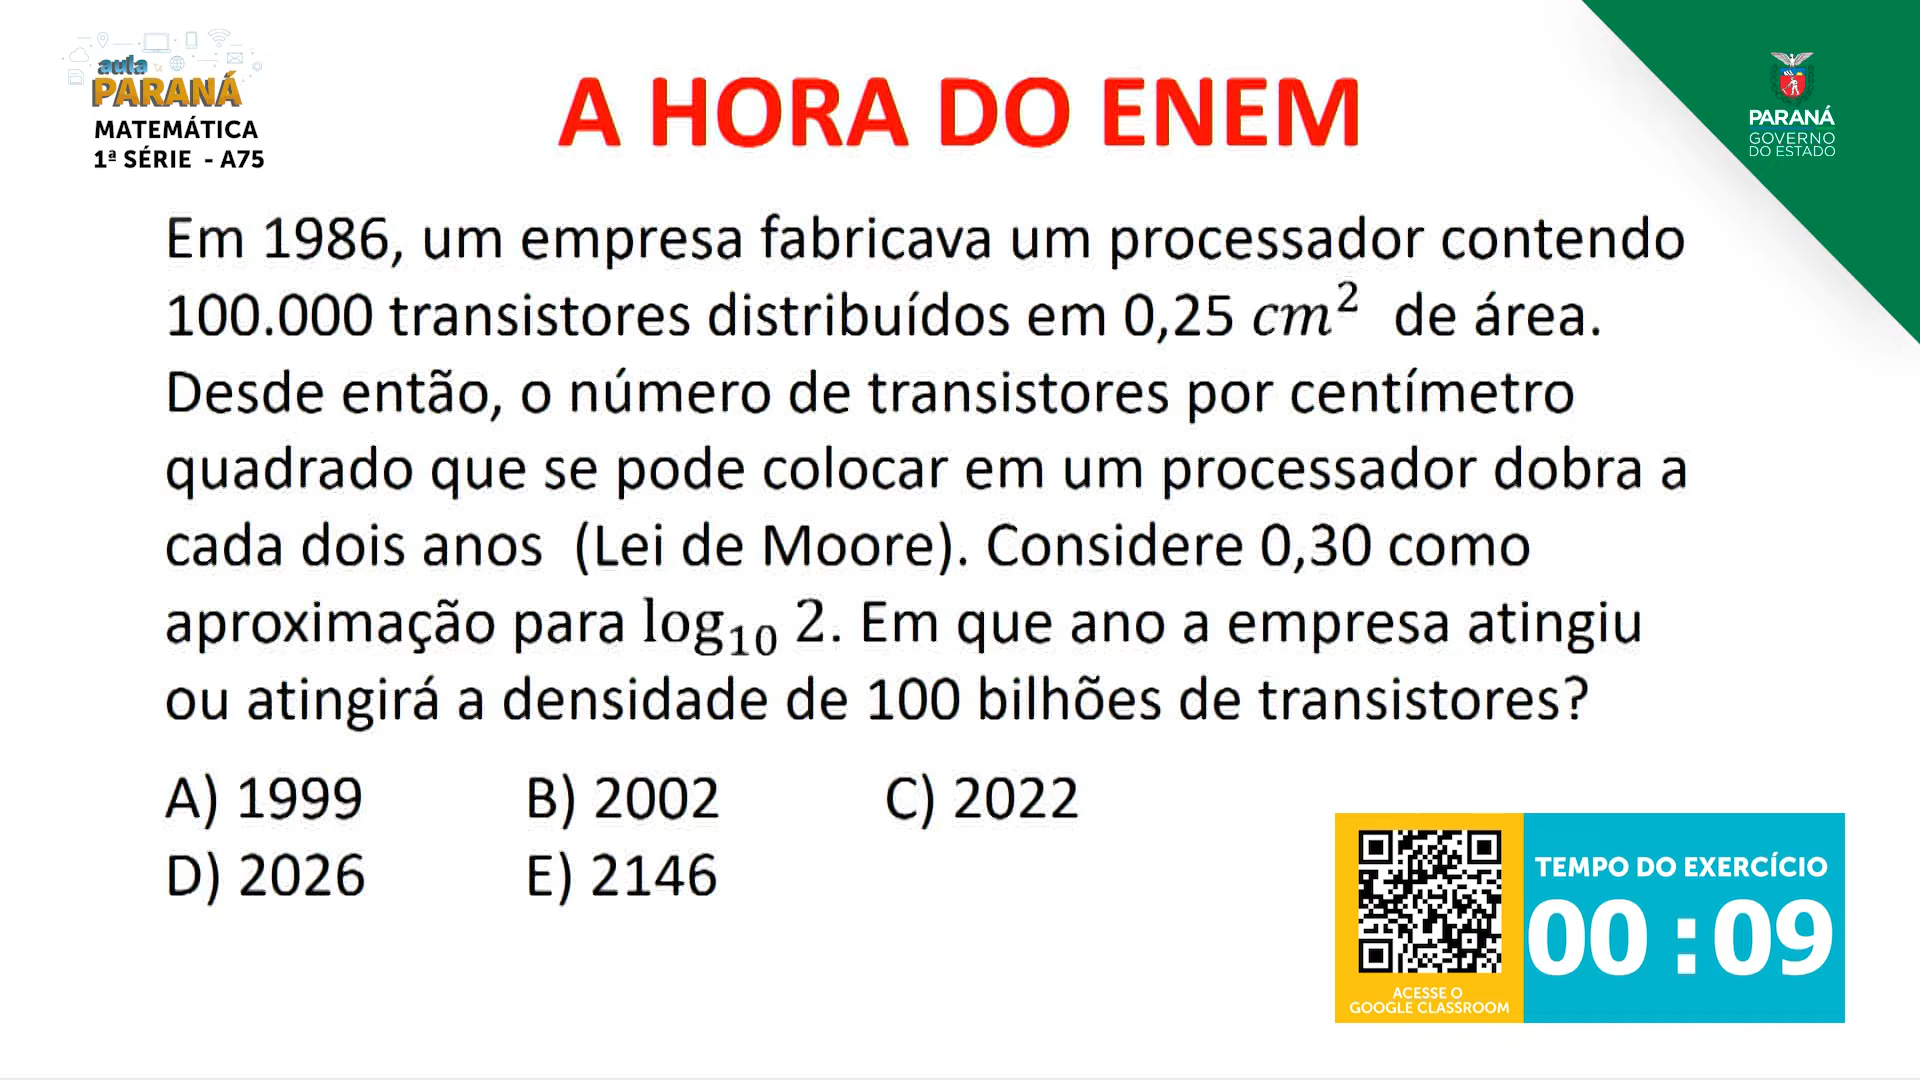 aula
PARANÁ
MATEMÁTICA
1ª SÉRIE - A75
A HORA DO ENEM
PARANÁ
GOVERNO
DO ESTADO
Em 1986, um empresa fabricava um processador contendo
100.000 transistores distribuídos em 0,25 cm² de área.
Desde então, o número de transistores por centímetro
quadrado que se pode colocar em um processador dobra a
cada dois anos (Lei de Moore). Considere 0,30 como
aproximação para log₁₀ 2. Em que ano a empresa atingiu
ou atingirá a densidade de 100 bilhões de transistores?
A) 1999 B) 2002 C) 2022
D) 2026 E) 2146
TEMPO DO EXERCÍCIO
00 : 09
ACESSE O
GOOGLE CLASSROOM